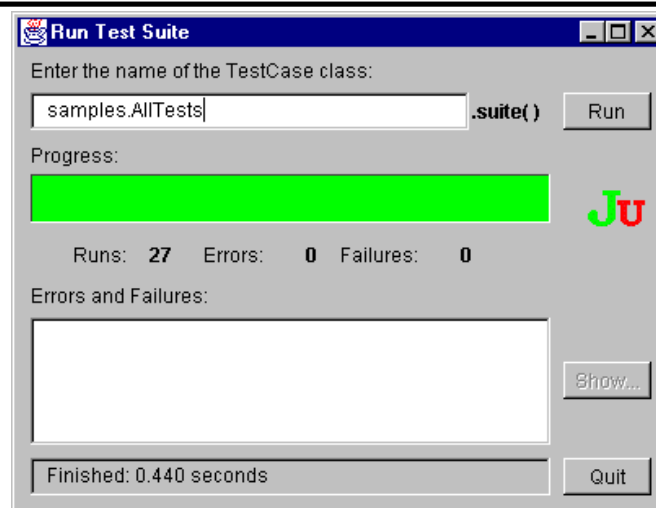 Run Test Suite
Enter the name of the TestCase class:
samples.AllTests .suite( ) Run
Progress:
JU
Runs: 27 Errors: 0 Failures: 0
Errors and Failures:
Show...
Finished: 0.440 seconds Quit